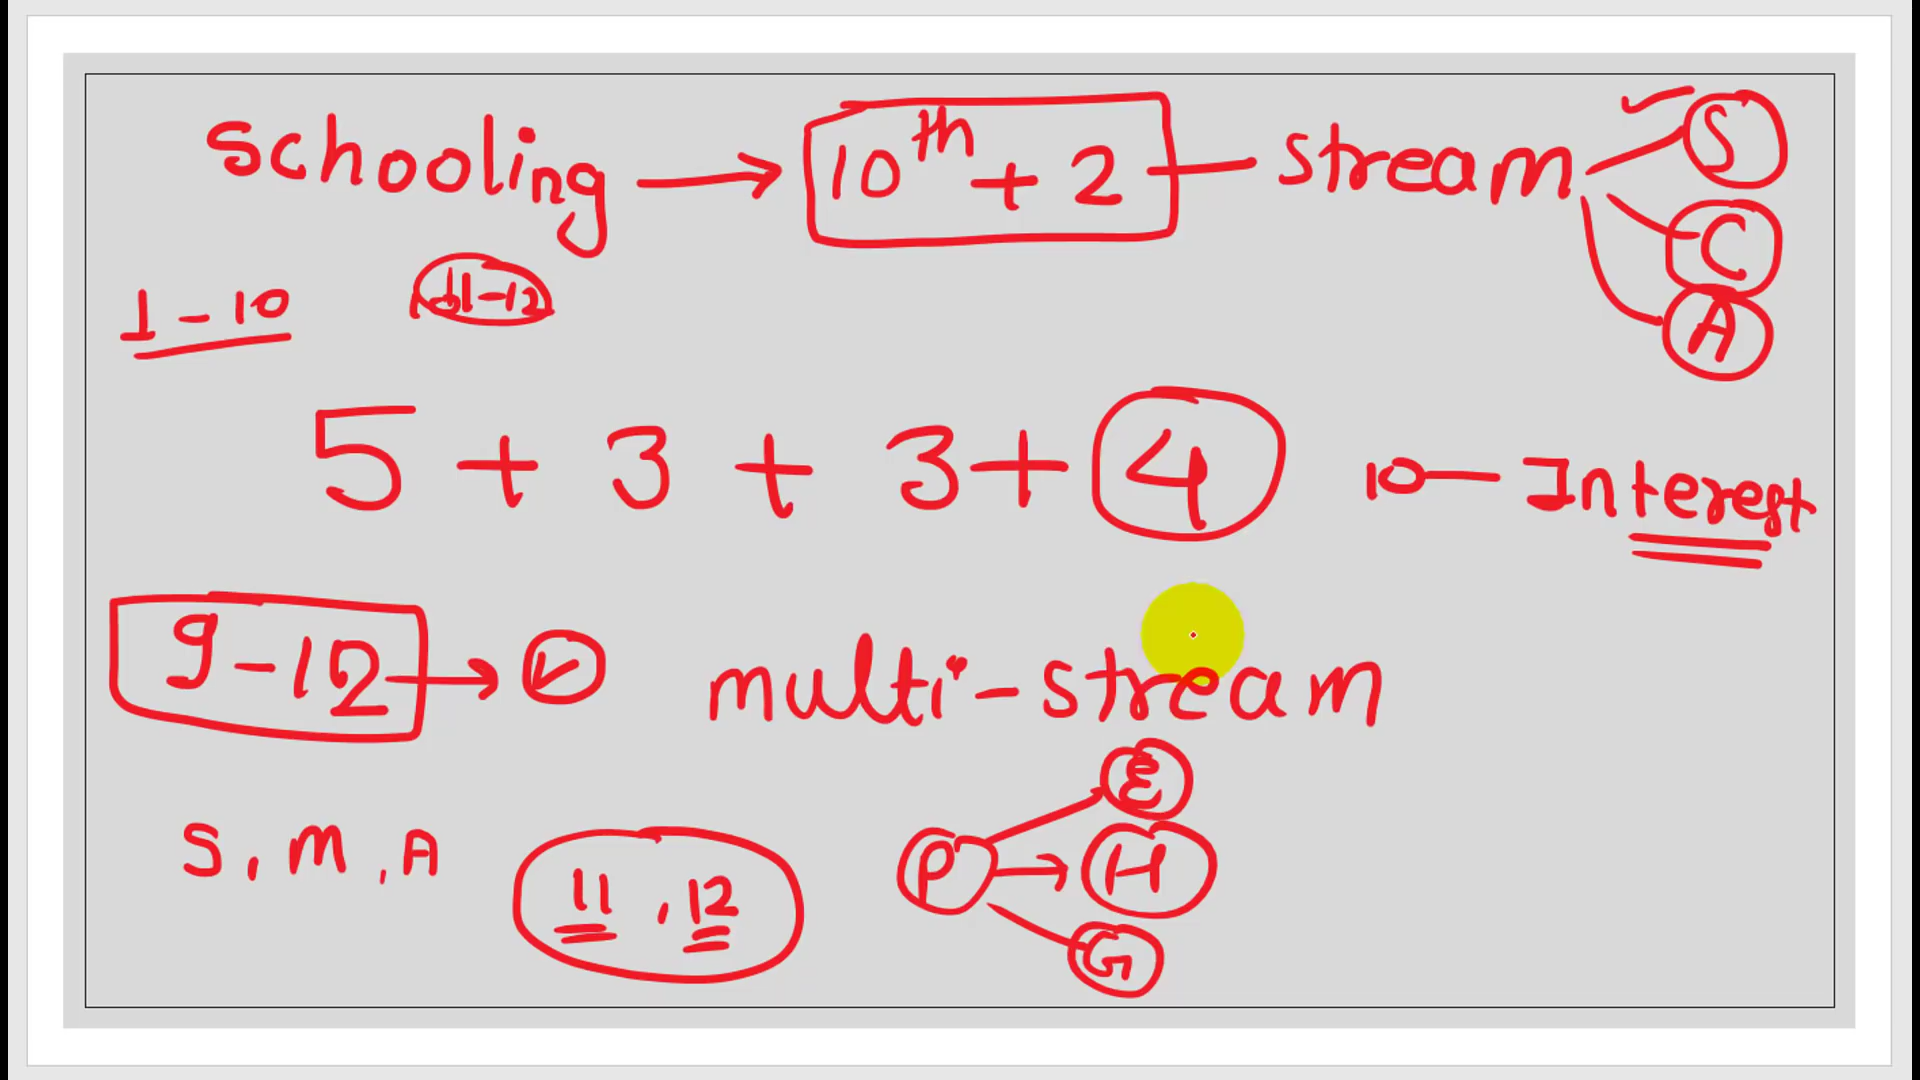 schooling → 10th + 2 — stream
S
C
A
1 - 10
11-12
5 + 3 + 3 + 4
10 — Interest
9-12 →
multi-stream
S, M, A
11, 12
P
E
H
G